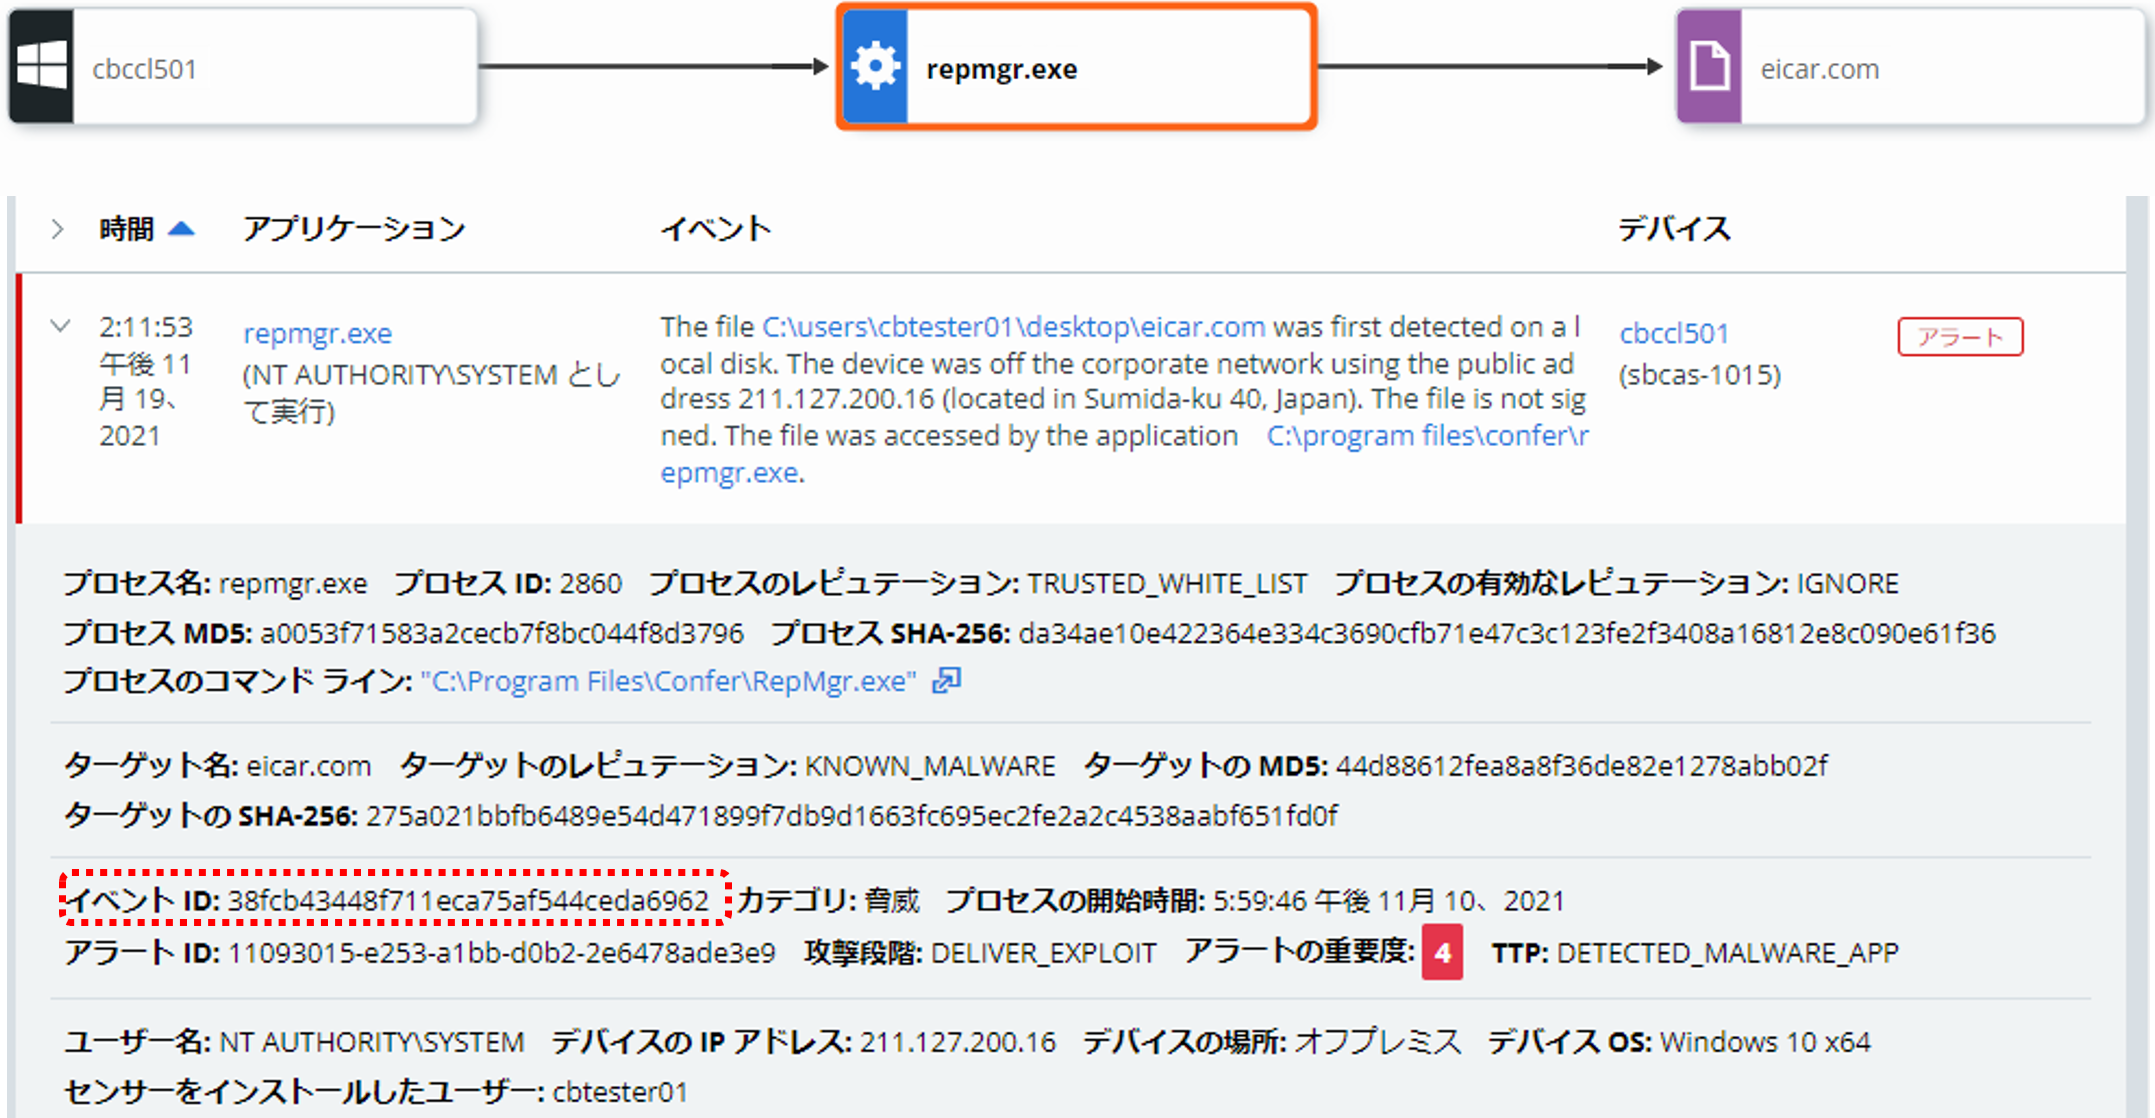 cbccl501
repmgr.exe
eicar.com
時間 アプリケーション イベント デバイス
2:11:53
午後 11
月 19、
2021
repmgr.exe
(NT AUTHORITY\SYSTEM とし
て実行)
The file C:\users\cbtester01\desktop\eicar.com was first detected on a l
ocal disk. The device was off the corporate network using the public ad
dress 211.127.200.16 (located in Sumida-ku 40, Japan). The file is not sig
ned. The file was accessed by the application C:\program files\confer\r
epmgr.exe.
cbccl501
(sbcas-1015)
アラート
プロセス名: repmgr.exe プロセス ID: 2860 プロセスのレピュテーション: TRUSTED_WHITE_LIST プロセスの有効なレピュテーション: IGNORE
プロセス MD5: a0053f71583a2cecb7f8bc044f8d3796 プロセス SHA-256: da34ae10e422364e334c3690cfb71e47c3c123fe2f3408a16812e8c090e61f36
プロセスのコマンド ライン: "C:\Program Files\Confer\RepMgr.exe"
ターゲット名: eicar.com ターゲットのレピュテーション: KNOWN_MALWARE ターゲットの MD5: 44d88612fea8a8f36de82e1278abb02f
ターゲットの SHA-256: 275a021bbfb6489e54d471899f7db9d1663fc695ec2fe2a2c4538aabf651fd0f
イベント ID: 38fcb43448f711eca75af544ceda6962 カテゴリ: 脅威 プロセスの開始時間: 5:59:46 午後 11月 10、2021
アラート ID: 11093015-e253-a1bb-d0b2-2e6478ade3e9 攻撃段階: DELIVER_EXPLOIT アラートの重要度: 4 TTP: DETECTED_MALWARE_APP
ユーザー名: NT AUTHORITY\SYSTEM デバイスの IP アドレス: 211.127.200.16 デバイスの場所: オフプレミス デバイス OS: Windows 10 x64
センサーをインストールしたユーザー: cbtester01